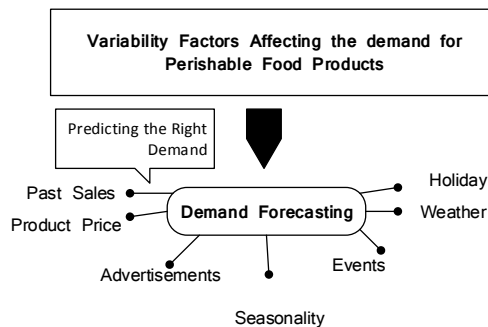 Variability Factors Affecting the demand for
Perishable Food Products
Predicting the Right
Demand
Past Sales
Holiday
Product Price
Demand Forecasting
Weather
Advertisements
Events
Seasonality